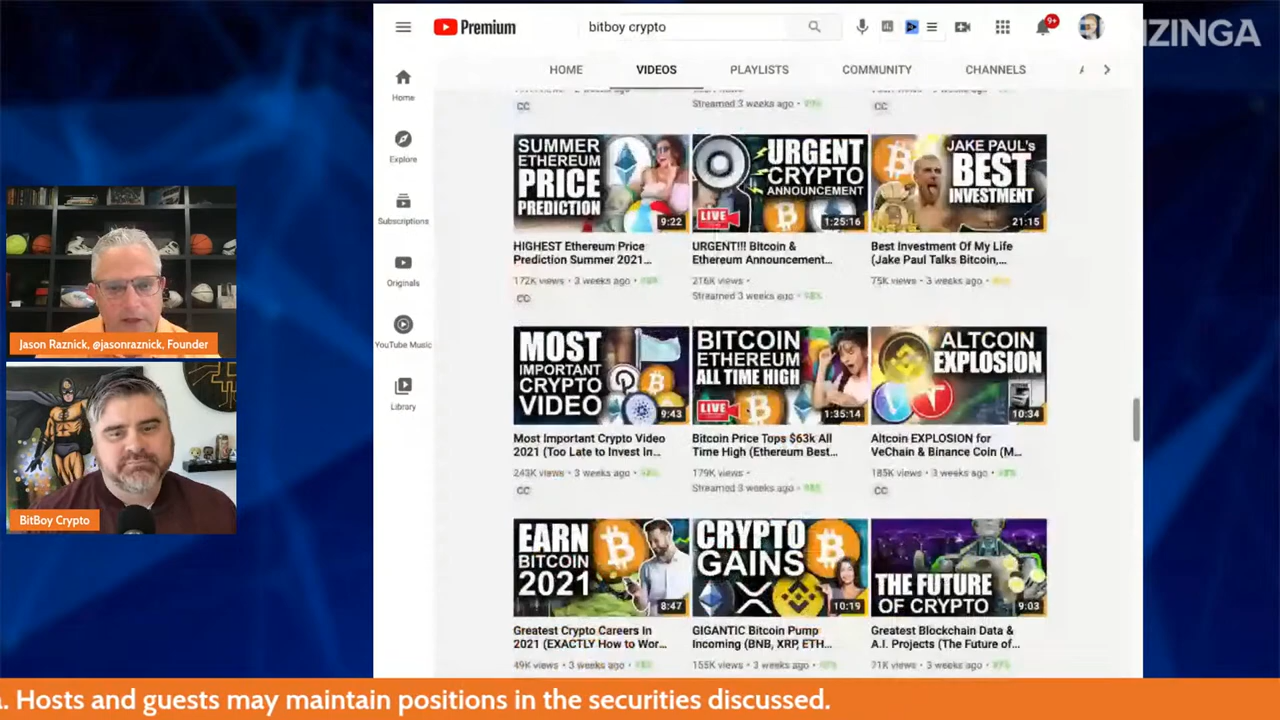 Premium
bitboy crypto
9+
ZINGA
HOME
VIDEOS
PLAYLISTS
COMMUNITY
CHANNELS
Home
Explore
Subscriptions
Originals
YouTube Music
Library
CC
Streamed 3 weeks ago
CC
SUMMER
ETHEREUM
PRICE
PREDICTION
9:22
URGENT
CRYPTO
ANNOUNCEMENT
LIVE
1:25:16
JAKE PAUL's
BEST
INVESTMENT
21:15
HIGHEST Ethereum Price
Prediction Summer 2021...
172K views • 3 weeks ago
CC
URGENT!!! Bitcoin &
Ethereum Announcement...
216K views •
Streamed 3 weeks ago
Best Investment Of My Life
(Jake Paul Talks Bitcoin,...
75K views • 3 weeks ago
MOST
IMPORTANT
CRYPTO
VIDEO
9:43
BITCOIN
ETHEREUM
ALL TIME HIGH
LIVE
1:35:14
ALTCOIN
EXPLOSION
10:34
Most Important Crypto Video
2021 (Too Late to Invest In...
243K views • 3 weeks ago
CC
Bitcoin Price Tops $63k All
Time High (Ethereum Best...
179K views •
Streamed 3 weeks ago
Altcoin EXPLOSION for
VeChain & Binance Coin (M...
185K views • 3 weeks ago
CC
EARN
BITCOIN
2021
8:47
CRYPTO
GAINS
10:19
THE FUTURE
OF CRYPTO
9:03
Greatest Crypto Careers In
2021 (EXACTLY How to Wor...
49K views • 3 weeks ago
GIGANTIC Bitcoin Pump
Incoming (BNB, XRP, ETH...
155K views • 3 weeks ago
Greatest Blockchain Data &
A.I. Projects (The Future of...
71K views • 3 weeks ago
Jason Raznick, @jasonraznick, Founder
BitBoy Crypto
. Hosts and guests may maintain positions in the securities discussed.